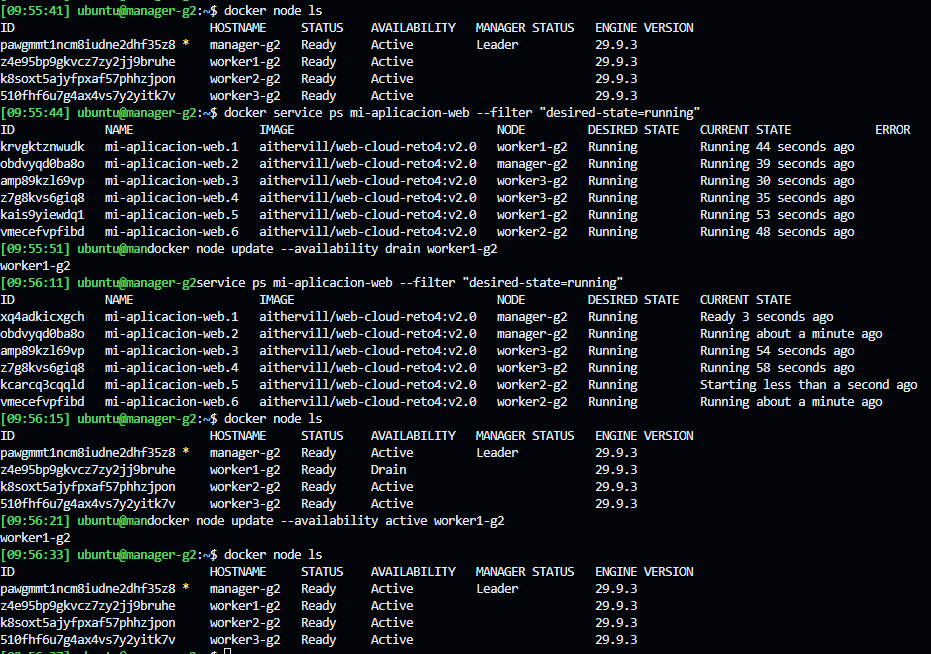 [09:55:41] ubuntu@manager-g2:~$ docker node ls
ID HOSTNAME STATUS AVAILABILITY MANAGER STATUS ENGINE VERSION
pawgmmt1ncm8iudne2dhf35z8 * manager-g2 Ready Active Leader 29.9.3
z4e95bp9gkvcz7zy2jj9bruhe worker1-g2 Ready Active 29.9.3
k8soxt5ajyfpxaf57phhzjpon worker2-g2 Ready Active 29.9.3
510fhf6u7g4ax4vs7y2yitk7v worker3-g2 Ready Active 29.9.3
[09:55:44] ubuntu@manager-g2:~$ docker service ps mi-aplicacion-web --filter "desired-state=running"
ID NAME IMAGE NODE DESIRED STATE CURRENT STATE ERROR
krvgktznwudk mi-aplicacion-web.1 aithervill/web-cloud-reto4:v2.0 worker1-g2 Running Running 44 seconds ago
obdvyqd0ba8o mi-aplicacion-web.2 aithervill/web-cloud-reto4:v2.0 manager-g2 Running Running 39 seconds ago
amp89kzl69vp mi-aplicacion-web.3 aithervill/web-cloud-reto4:v2.0 worker3-g2 Running Running 30 seconds ago
z7g8kvs6giq8 mi-aplicacion-web.4 aithervill/web-cloud-reto4:v2.0 worker3-g2 Running Running 35 seconds ago
kais9yiewdq1 mi-aplicacion-web.5 aithervill/web-cloud-reto4:v2.0 worker1-g2 Running Running 53 seconds ago
vmecefvpfibd mi-aplicacion-web.6 aithervill/web-cloud-reto4:v2.0 worker2-g2 Running Running 48 seconds ago
[09:55:51] ubuntu@mandocker node update --availability drain worker1-g2
worker1-g2
[09:56:11] ubuntu@manager-g2service ps mi-aplicacion-web --filter "desired-state=running"
ID NAME IMAGE NODE DESIRED STATE CURRENT STATE
xq4adkicxgch mi-aplicacion-web.1 aithervill/web-cloud-reto4:v2.0 manager-g2 Running Ready 3 seconds ago
obdvyqd0ba8o mi-aplicacion-web.2 aithervill/web-cloud-reto4:v2.0 manager-g2 Running Running about a minute ago
amp89kzl69vp mi-aplicacion-web.3 aithervill/web-cloud-reto4:v2.0 worker3-g2 Running Running 54 seconds ago
z7g8kvs6giq8 mi-aplicacion-web.4 aithervill/web-cloud-reto4:v2.0 worker3-g2 Running Running 58 seconds ago
kcarcq3cqqld mi-aplicacion-web.5 aithervill/web-cloud-reto4:v2.0 worker2-g2 Running Starting less than a second ago
vmecefvpfibd mi-aplicacion-web.6 aithervill/web-cloud-reto4:v2.0 worker2-g2 Running Running about a minute ago
[09:56:15] ubuntu@manager-g2:~$ docker node ls
ID HOSTNAME STATUS AVAILABILITY MANAGER STATUS ENGINE VERSION
pawgmmt1ncm8iudne2dhf35z8 * manager-g2 Ready Active Leader 29.9.3
z4e95bp9gkvcz7zy2jj9bruhe worker1-g2 Ready Drain 29.9.3
k8soxt5ajyfpxaf57phhzjpon worker2-g2 Ready Active 29.9.3
510fhf6u7g4ax4vs7y2yitk7v worker3-g2 Ready Active 29.9.3
[09:56:21] ubuntu@mandocker node update --availability active worker1-g2
worker1-g2
[09:56:33] ubuntu@manager-g2:~$ docker node ls
ID HOSTNAME STATUS AVAILABILITY MANAGER STATUS ENGINE VERSION
pawgmmt1ncm8iudne2dhf35z8 * manager-g2 Ready Active Leader 29.9.3
z4e95bp9gkvcz7zy2jj9bruhe worker1-g2 Ready Active 29.9.3
k8soxt5ajyfpxaf57phhzjpon worker2-g2 Ready Active 29.9.3
510fhf6u7g4ax4vs7y2yitk7v worker3-g2 Ready Active 29.9.3